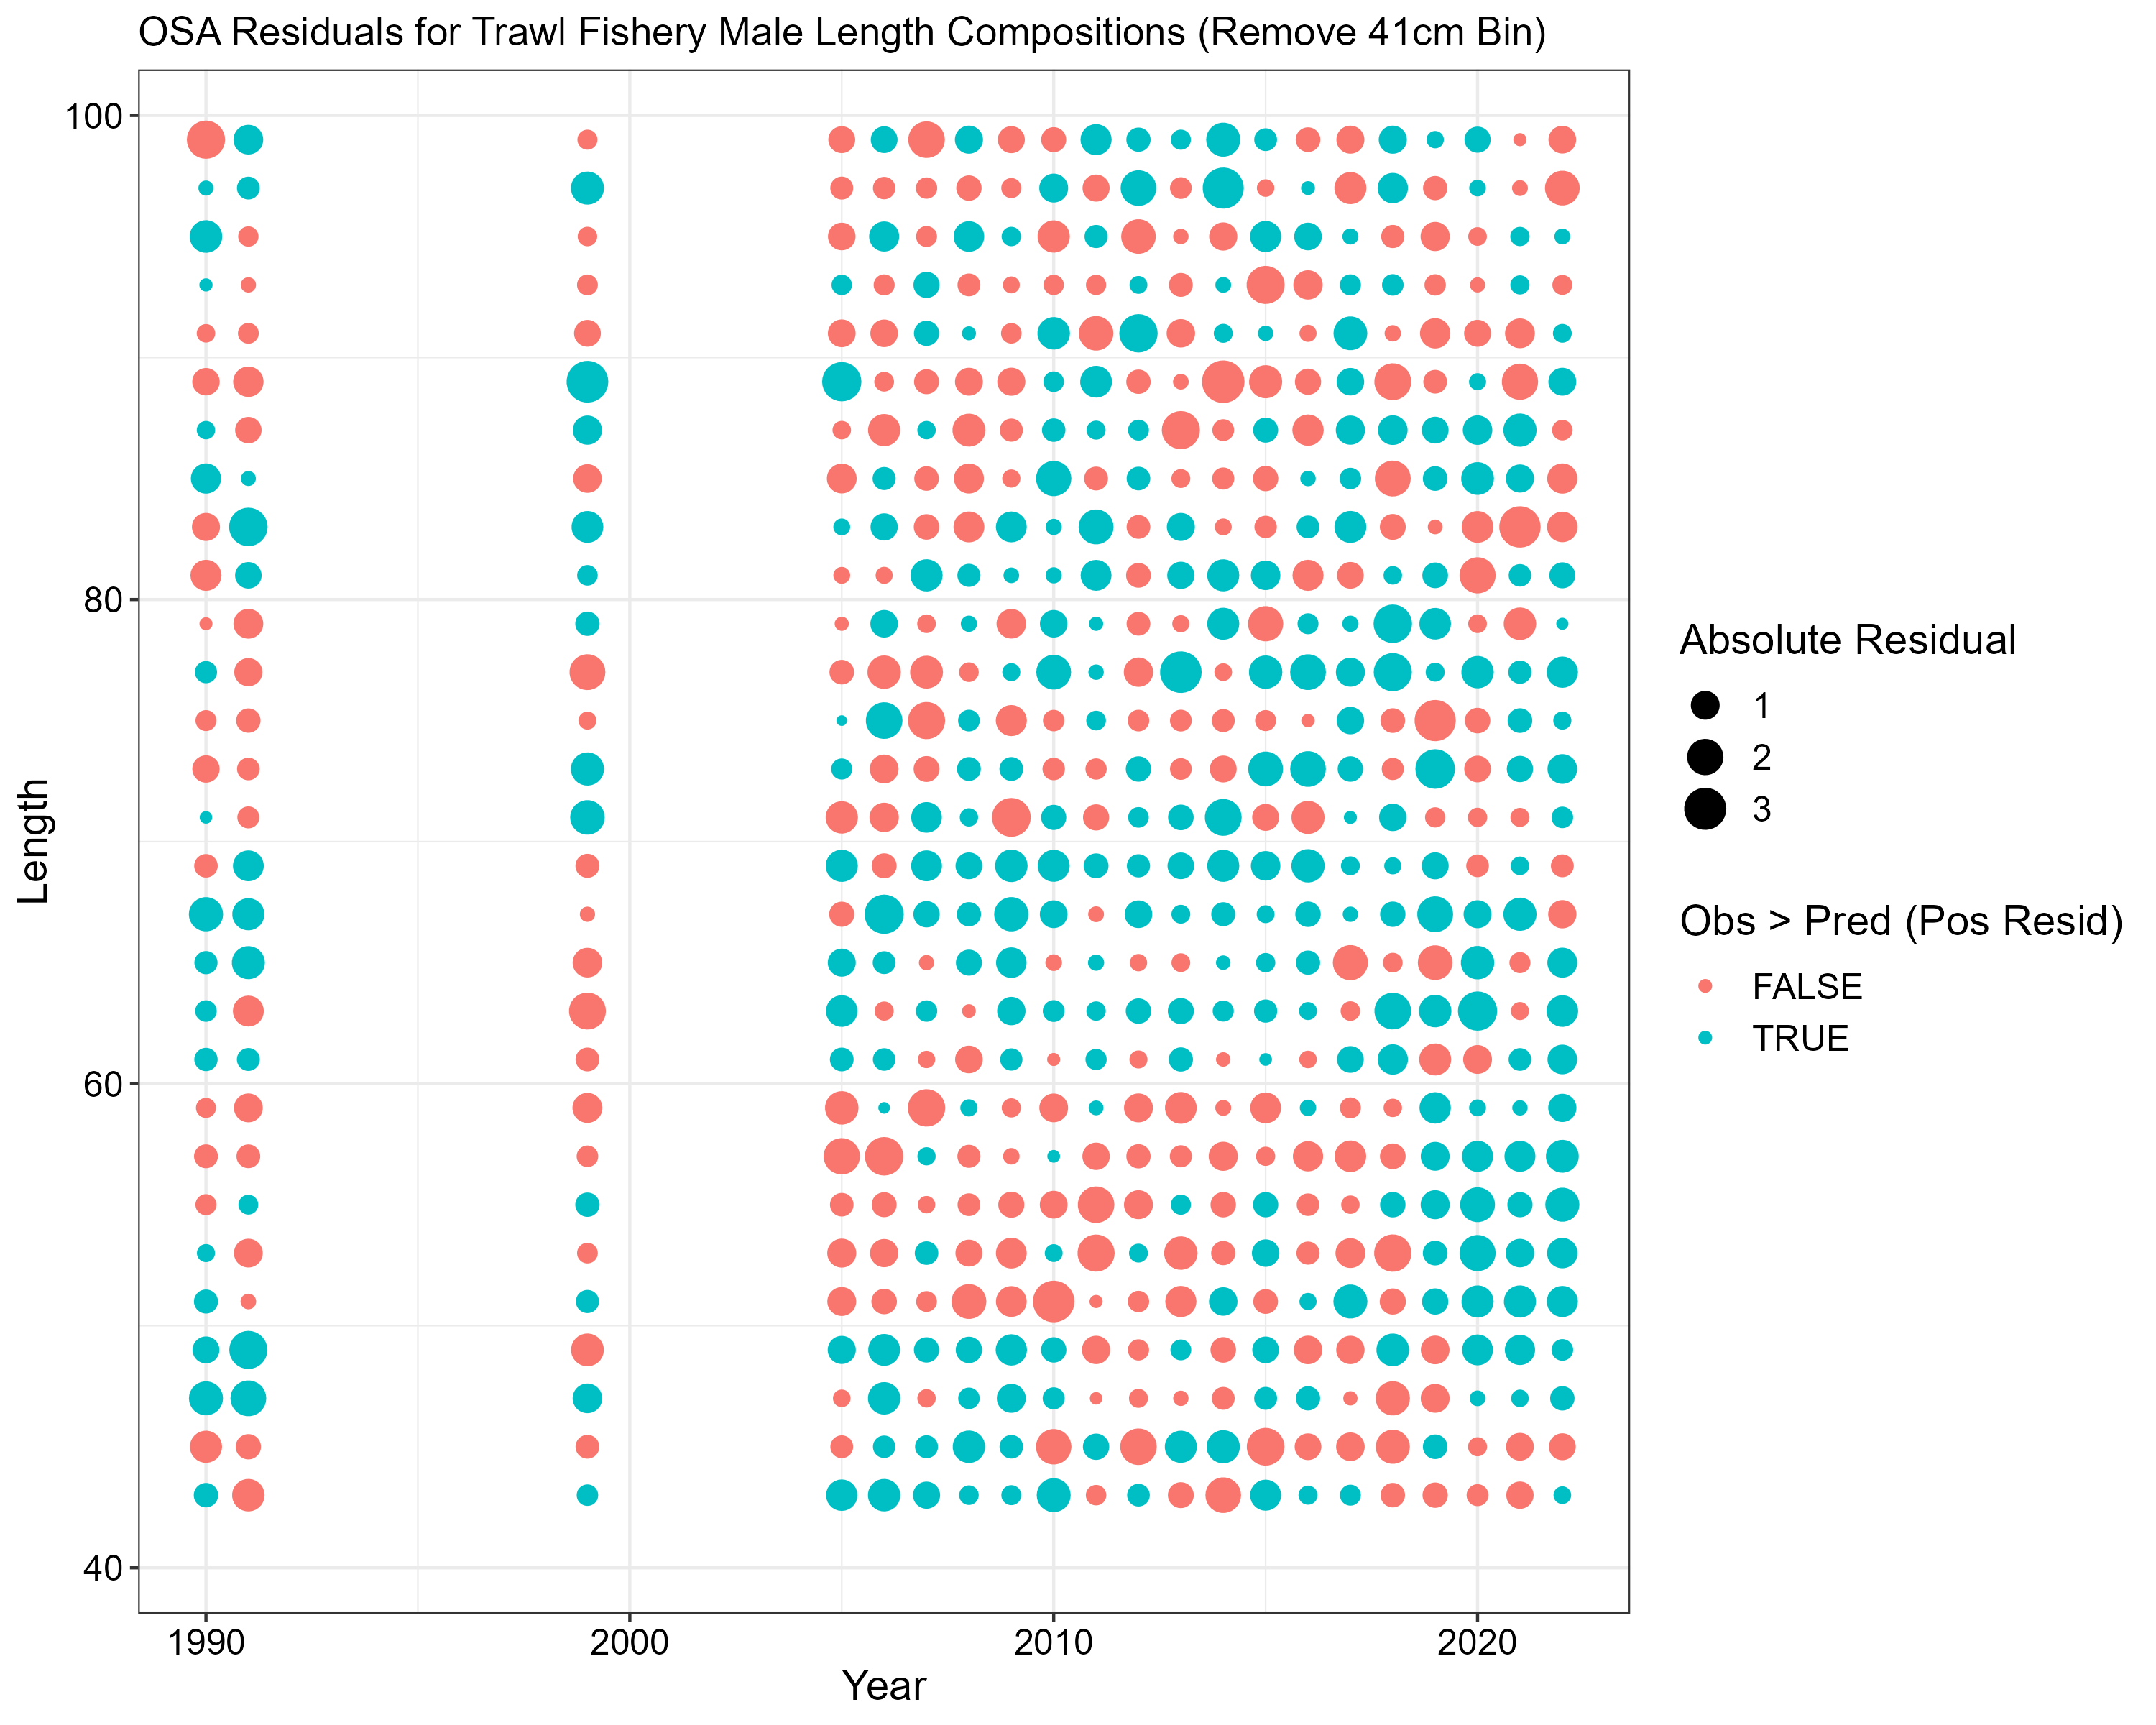 OSA Residuals for Trawl Fishery Male Length Compositions (Remove 41cm Bin)
100
80
60
40
Length
1990
2000
2010
2020
Year
Absolute Residual
1
2
3
Obs > Pred (Pos Resid)
FALSE
TRUE